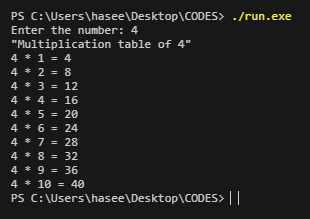 PS C:\Users\hasee\Desktop\CODES> ./run.exe
Enter the number: 4
"Multiplication table of 4"
4 * 1 = 4
4 * 2 = 8
4 * 3 = 12
4 * 4 = 16
4 * 5 = 20
4 * 6 = 24
4 * 7 = 28
4 * 8 = 32
4 * 9 = 36
4 * 10 = 40
PS C:\Users\hasee\Desktop\CODES>